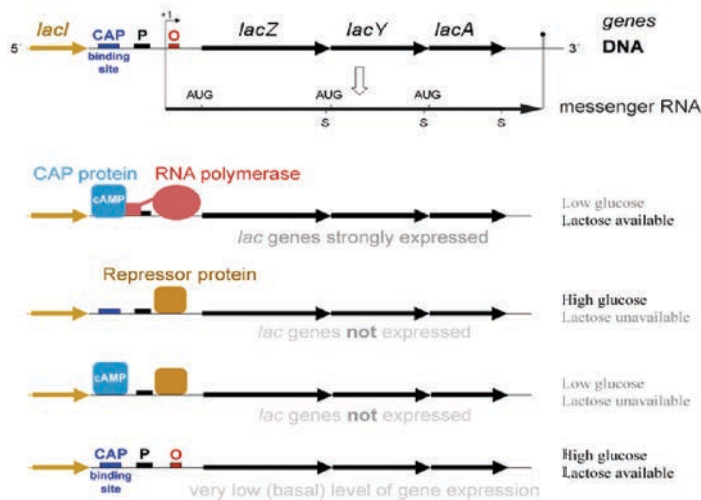 lacI CAP P O +1 lacZ lacY lacA genes
5´ 3´ DNA
binding
site
AUG AUG AUG messenger RNA
S S S
CAP protein RNA polymerase
cAMP Low glucose
Lactose available
lac genes strongly expressed
Repressor protein
High glucose
Lactose unavailable
lac genes not expressed
cAMP Low glucose
Lactose unavailable
lac genes not expressed
CAP P O High glucose
binding Lactose available
site
very low (basal) level of gene expression